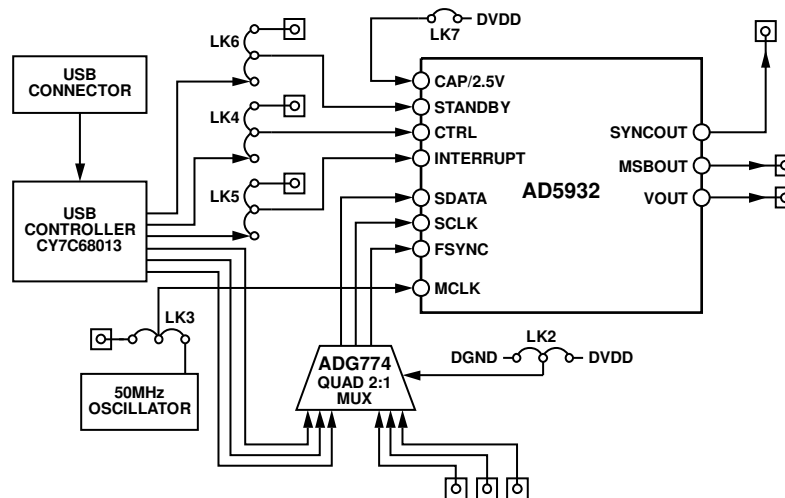 LK7
DVDD
LK6
USB
CONNECTOR
CAP/2.5V
STANDBY
LK4
CTRL
SYNCOUT
INTERRUPT
MSBOUT
LK5
AD5932
USB
CONTROLLER
CY7C68013
SDATA
VOUT
SCLK
FSYNC
MCLK
LK3
LK2
ADG774
QUAD 2:1
MUX
DGND
DVDD
50MHz
OSCILLATOR